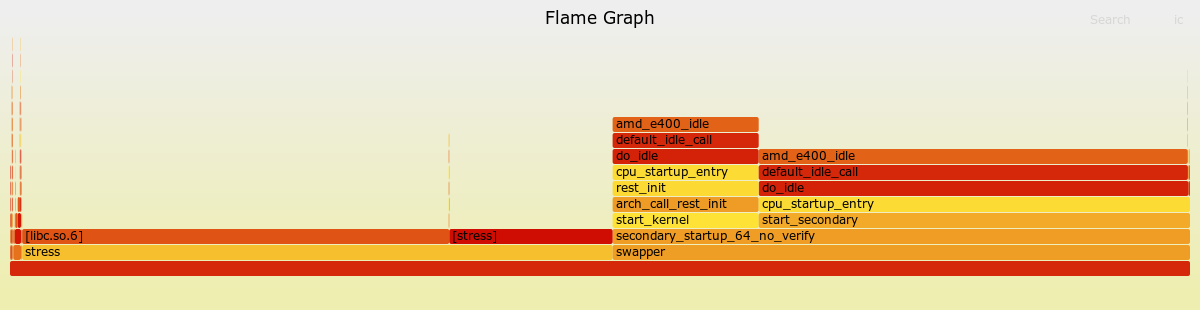 Flame Graph
Search ic
amd_e400_idle
default_idle_call
do_idle amd_e400_idle
cpu_startup_entry default_idle_call
rest_init do_idle
arch_call_rest_init cpu_startup_entry
start_kernel start_secondary
[libc.so.6] [stress] secondary_startup_64_no_verify
stress swapper